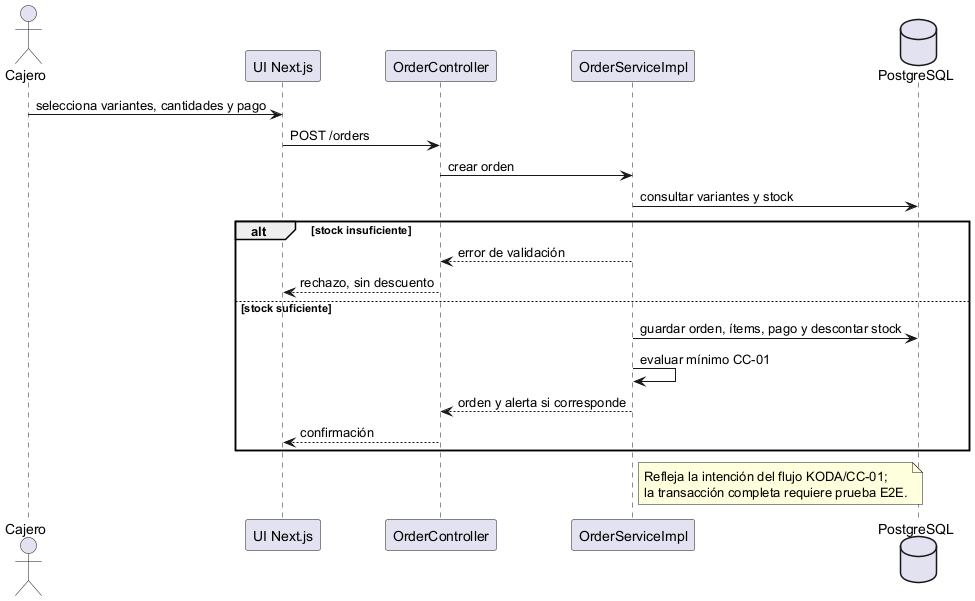 Cajero
UI Next.js
OrderController
OrderServiceImpl
PostgreSQL
selecciona variantes, cantidades y pago
POST /orders
crear orden
consultar variantes y stock
alt
[stock insuficiente]
error de validación
rechazo, sin descuento
[stock suficiente]
guardar orden, ítems, pago y descontar stock
evaluar mínimo CC-01
orden y alerta si corresponde
confirmación
Refleja la intención del flujo KODA/CC-01;
la transacción completa requiere prueba E2E.
Cajero
UI Next.js
OrderController
OrderServiceImpl
PostgreSQL